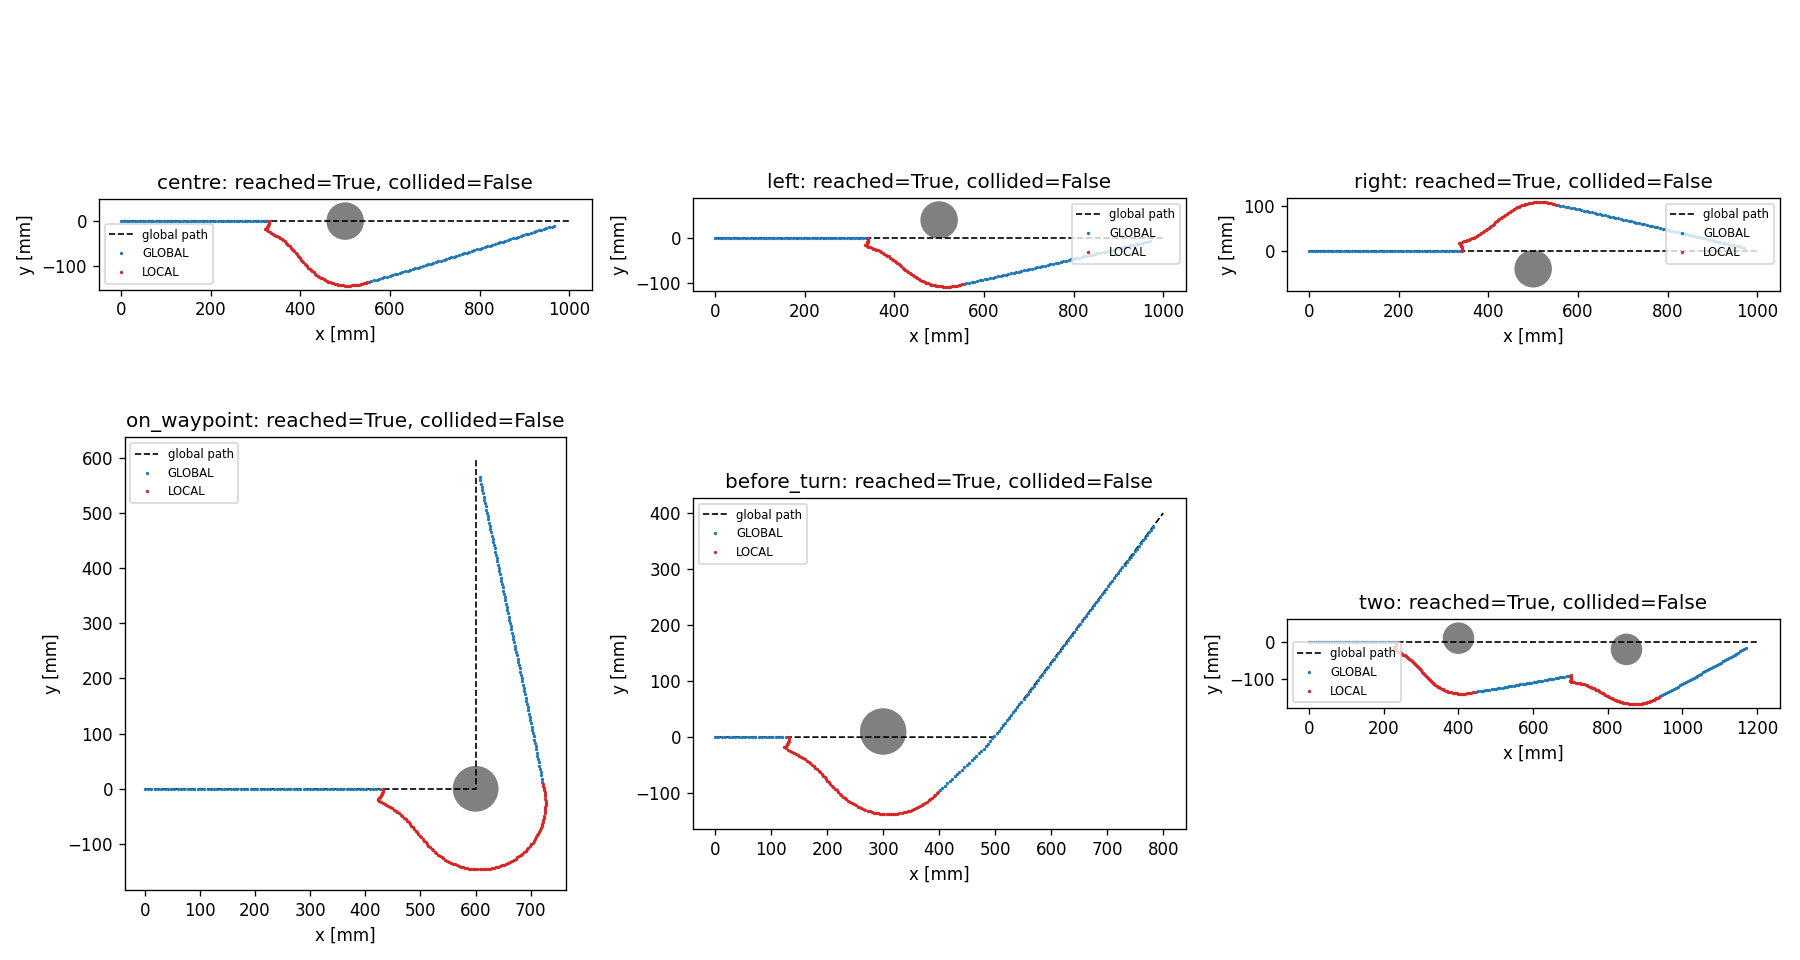 centre: reached=True, collided=False
y [mm]
0
−100
global path
GLOBAL
LOCAL
0 200 400 600 800 1000
x [mm]
left: reached=True, collided=False
y [mm]
0
−100
global path
GLOBAL
LOCAL
0 200 400 600 800 1000
x [mm]
right: reached=True, collided=False
y [mm]
100
0
global path
GLOBAL
LOCAL
0 200 400 600 800 1000
x [mm]
on_waypoint: reached=True, collided=False
y [mm]
600
500
400
300
200
100
0
−100
global path
GLOBAL
LOCAL
0 100 200 300 400 500 600 700
x [mm]
before_turn: reached=True, collided=False
y [mm]
400
300
200
100
0
−100
global path
GLOBAL
LOCAL
0 100 200 300 400 500 600 700 800
x [mm]
two: reached=True, collided=False
y [mm]
0
−100
global path
GLOBAL
LOCAL
0 200 400 600 800 1000 1200
x [mm]